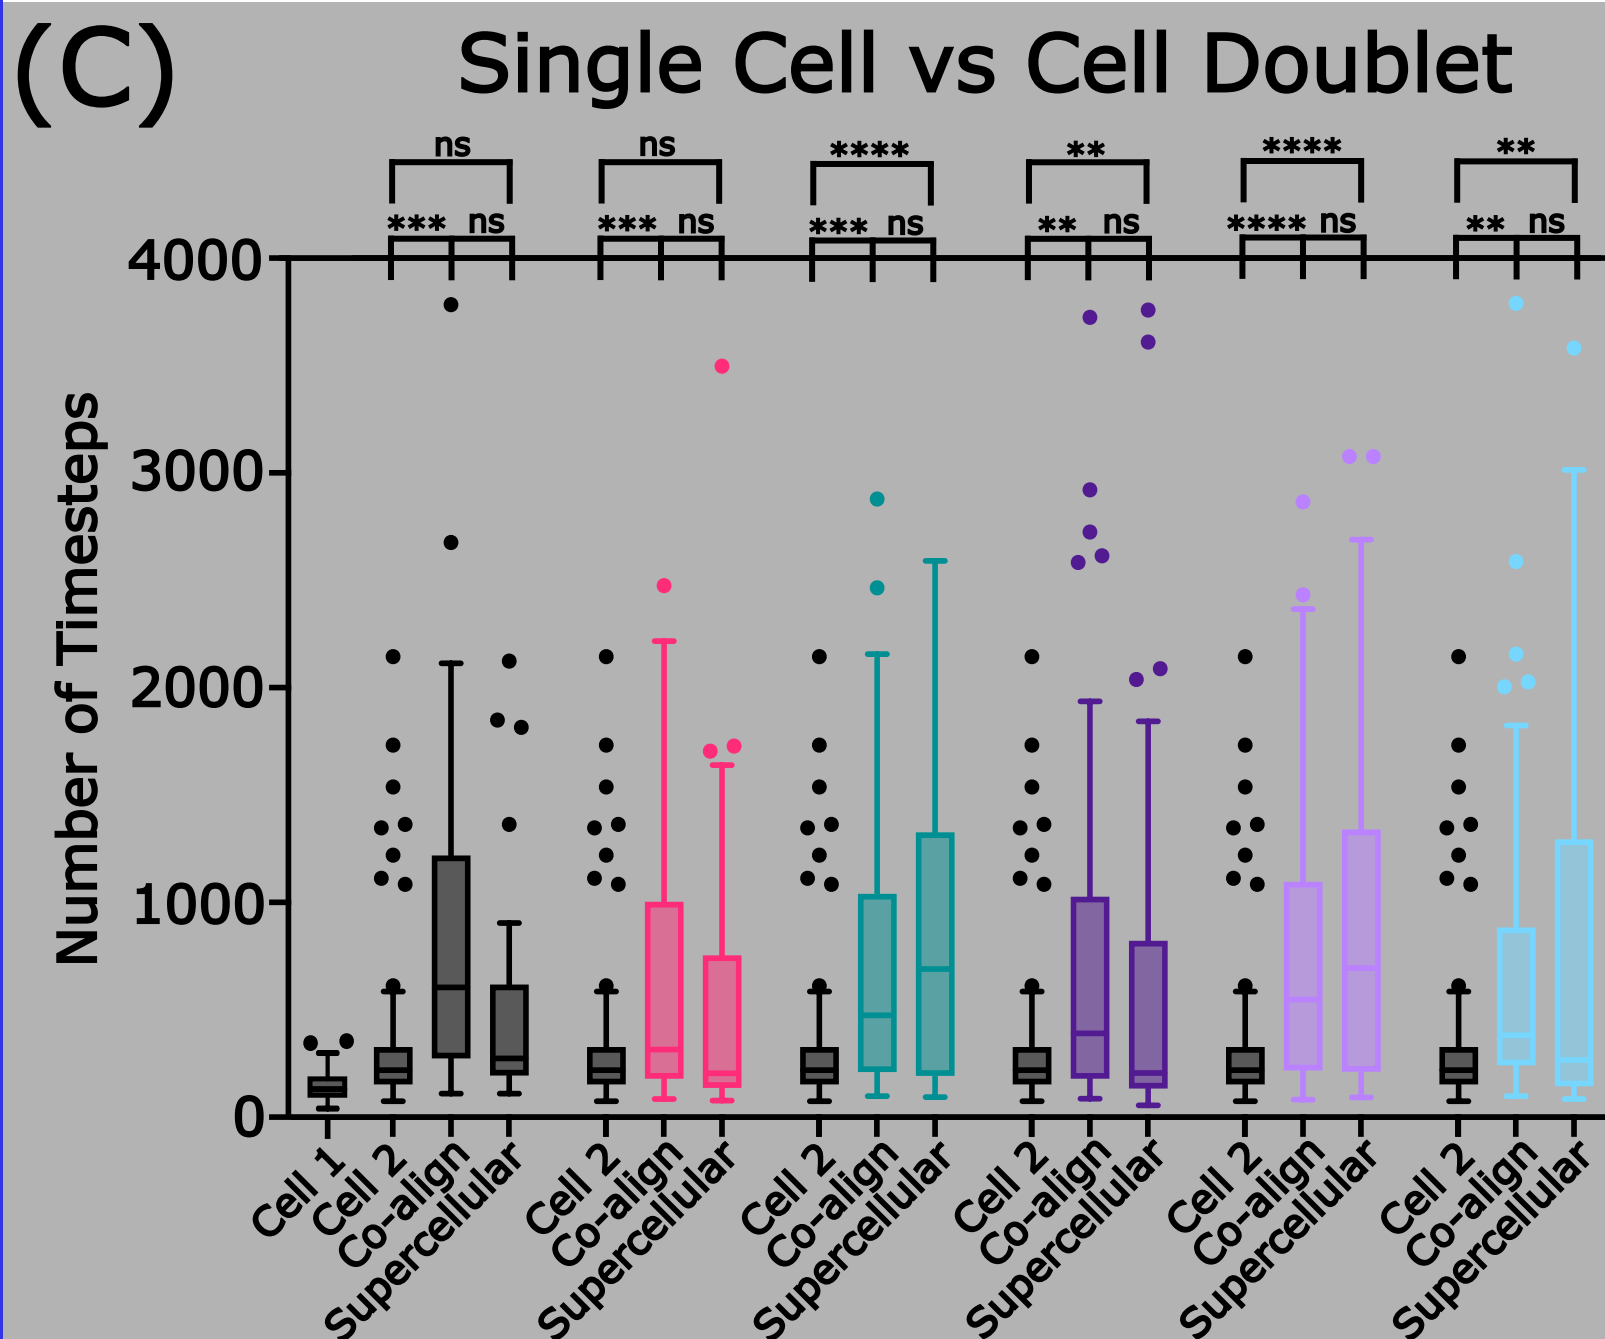 (C) Single Cell vs Cell Doublet
ns ns **** ** **** **
*** ns *** ns *** ns ** ns **** ns ** ns
4000
3000
2000
1000
0
Number of Timesteps
Cell 1
Cell 2
Co-align
Supercellular
Cell 2
Co-align
Supercellular
Cell 2
Co-align
Supercellular
Cell 2
Co-align
Supercellular
Cell 2
Co-align
Supercellular
Cell 2
Co-align
Supercellular